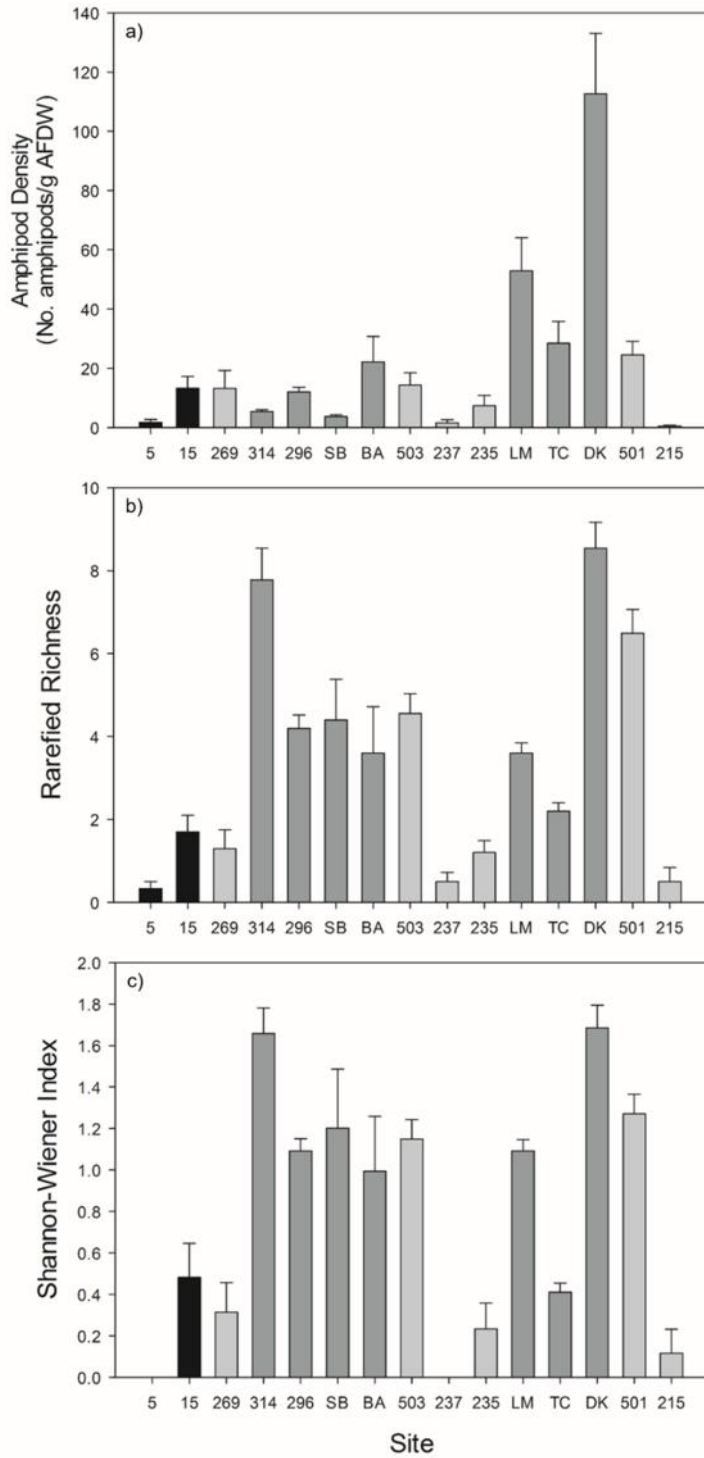 a)
Amphipod Density
(No. amphipods/g AFDW)
140
120
100
80
60
40
20
0
5 15 269 314 296 SB BA 503 237 235 LM TC DK 501 215
b)
Rarefied Richness
10
8
6
4
2
0
5 15 269 314 296 SB BA 503 237 235 LM TC DK 501 215
c)
Shannon-Wiener Index
2.0
1.8
1.6
1.4
1.2
1.0
0.8
0.6
0.4
0.2
0.0
5 15 269 314 296 SB BA 503 237 235 LM TC DK 501 215
Site